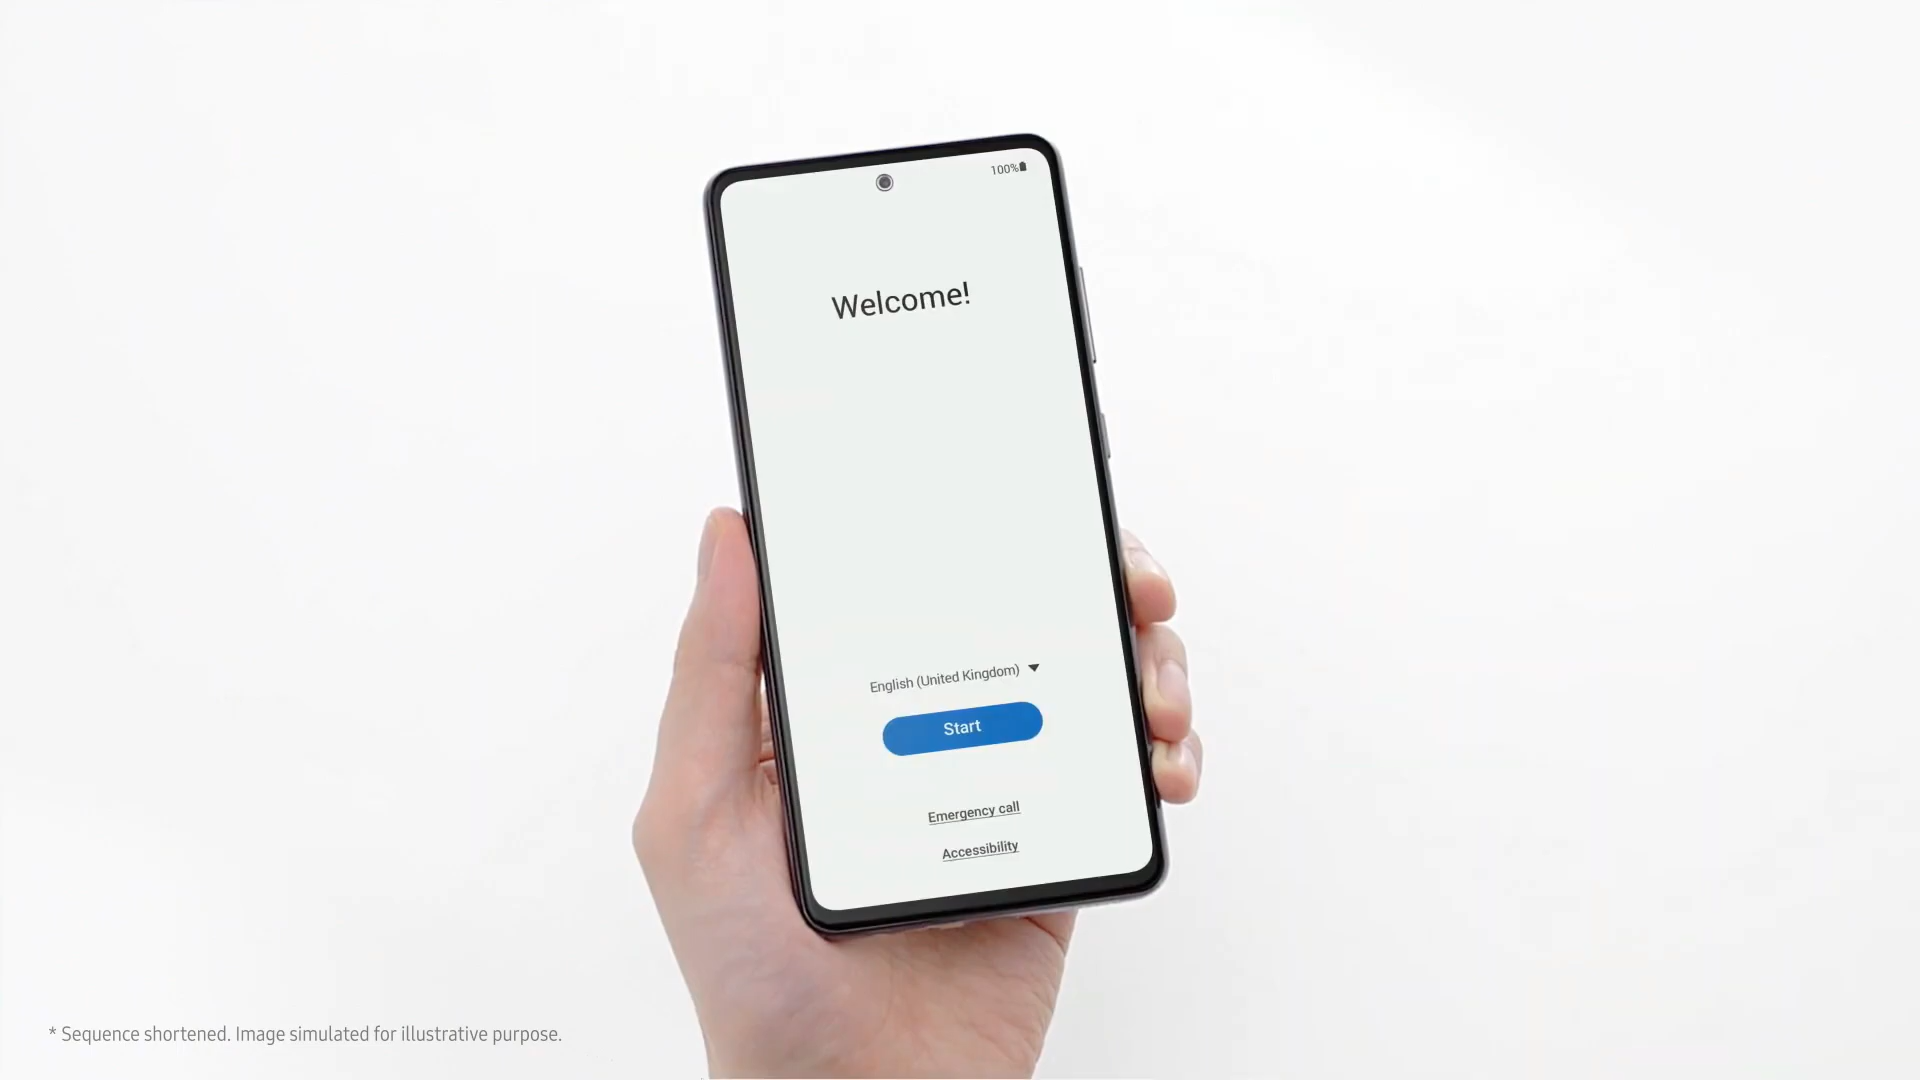 100%
Welcome!
English (United Kingdom)
Start
Emergency call
Accessibility
* Sequence shortened. Image simulated for illustrative purpose.